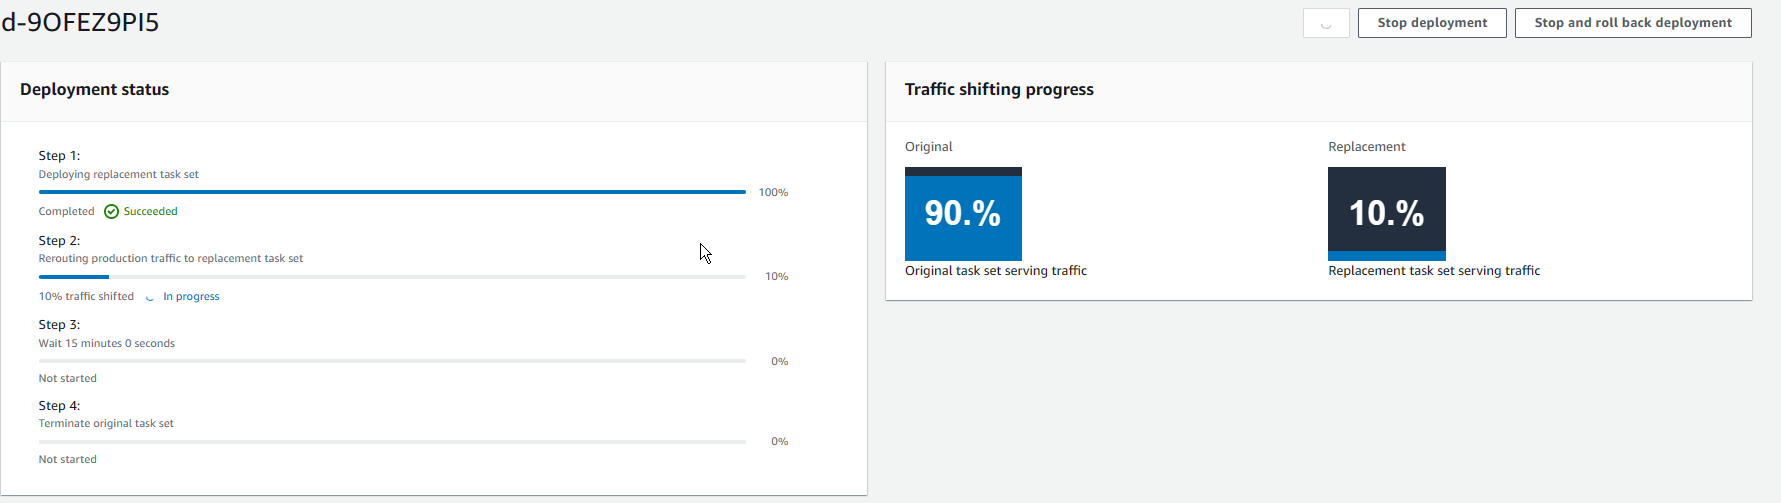 d-9OFEZ9PI5
Stop deployment
Stop and roll back deployment
Deployment status
Step 1:
Deploying replacement task set
100%
Completed Succeeded
Step 2:
Rerouting production traffic to replacement task set
10%
10% traffic shifted In progress
Step 3:
Wait 15 minutes 0 seconds
0%
Not started
Step 4:
Terminate original task set
0%
Not started
Traffic shifting progress
Original
90.%
Original task set serving traffic
Replacement
10.%
Replacement task set serving traffic